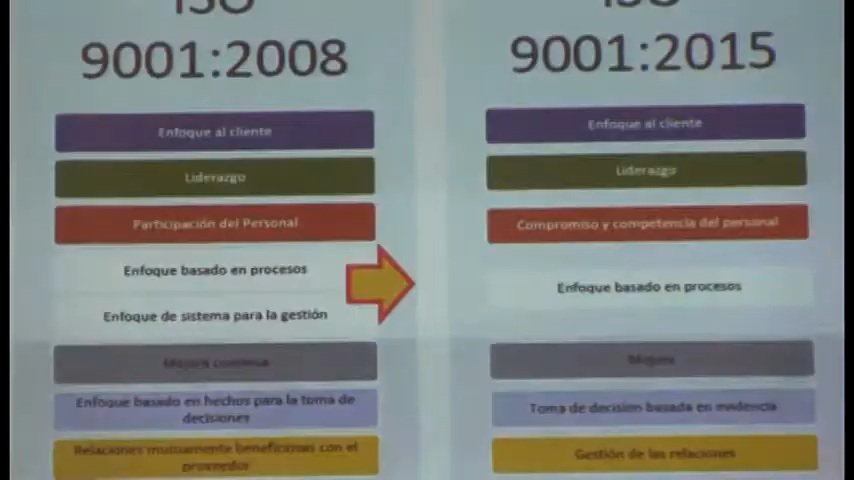 ISO
9001:2008
Enfoque al cliente
Liderazgo
Participación del Personal
Enfoque basado en procesos
Enfoque de sistema para la gestión
Mejora continua
Enfoque basado en hechos para la toma de
decisiones
Relaciones mutuamente beneficiosas con el
proveedor
ISO
9001:2015
Enfoque al cliente
Liderazgo
Compromiso y competencia del personal
Enfoque basado en procesos
Mejora
Toma de decision basada en evidencia
Gestión de las relaciones